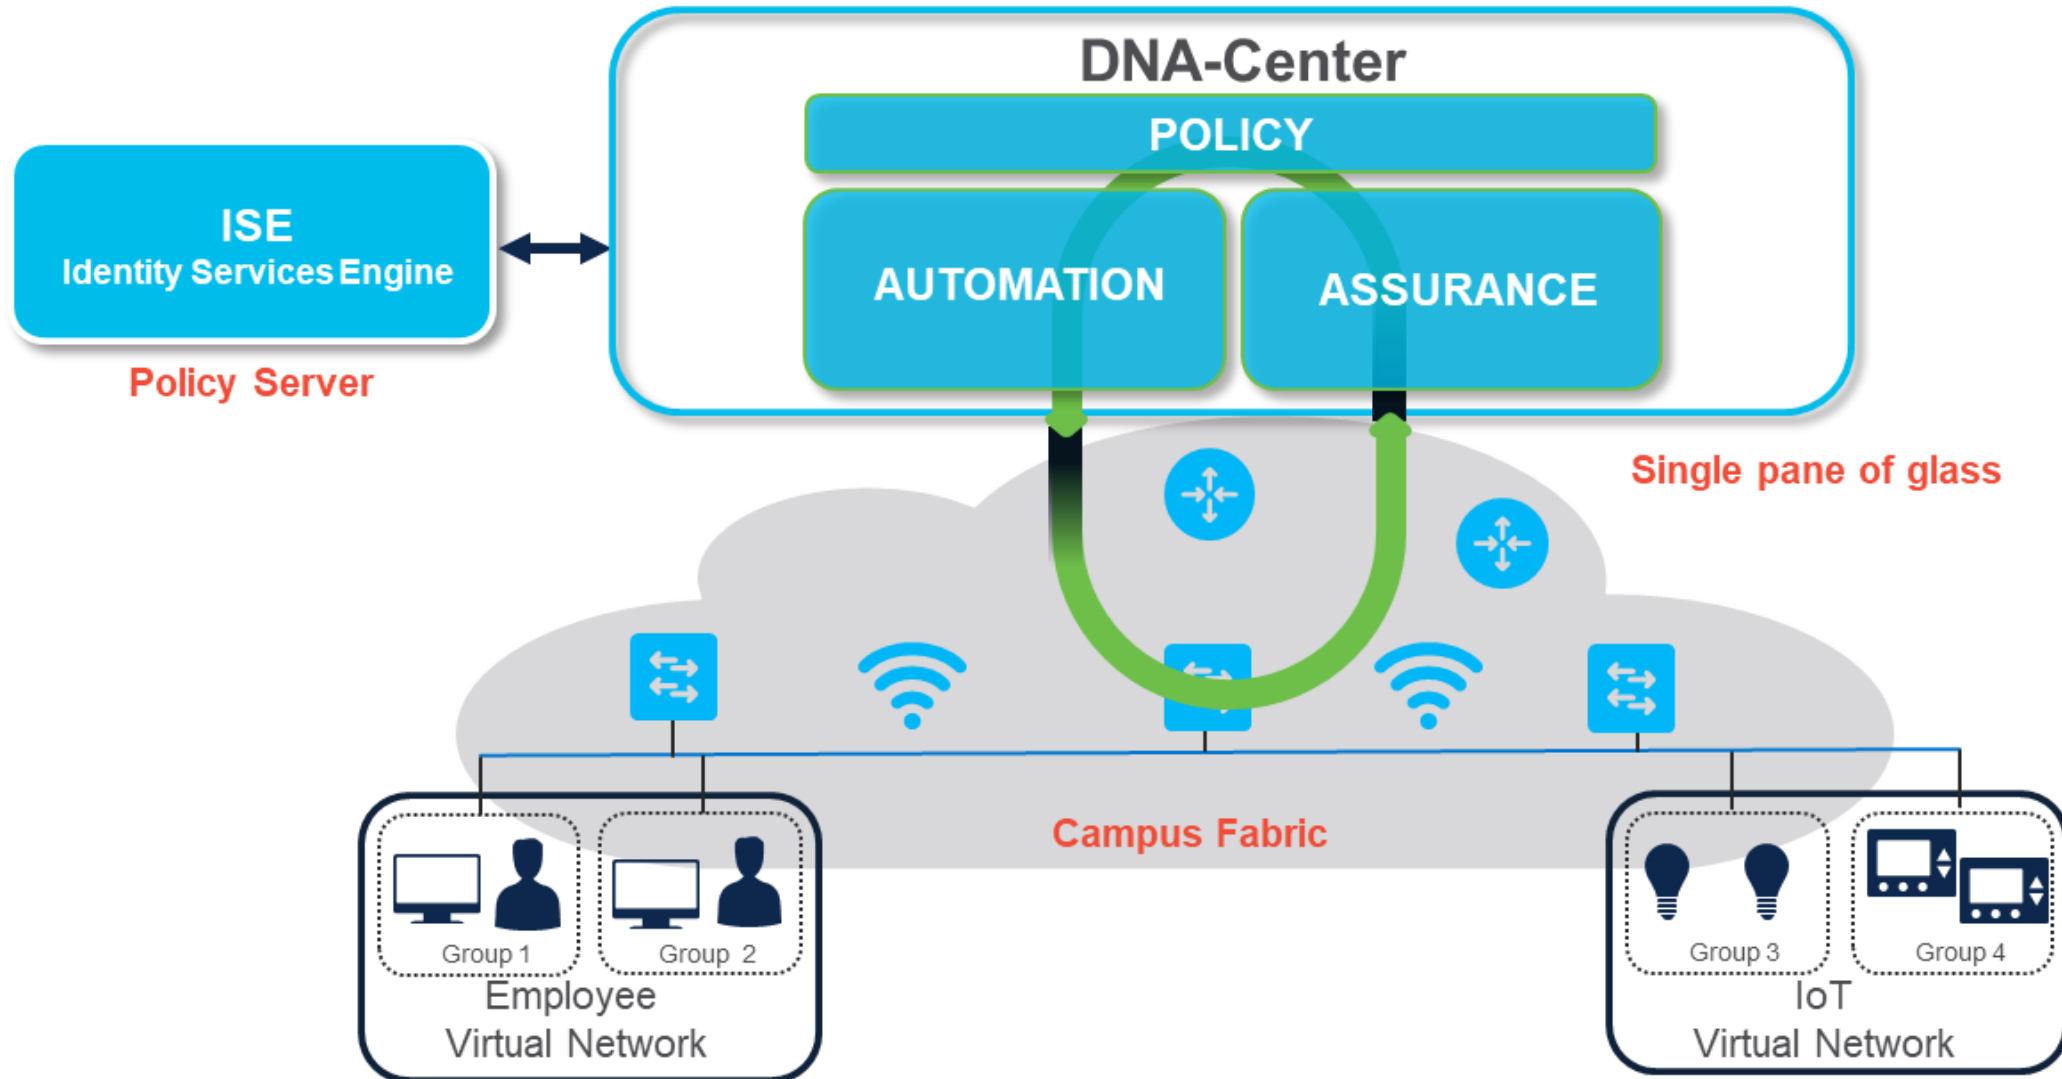 DNA-Center
POLICY
ISE
Identity Services Engine
AUTOMATION
ASSURANCE
Policy Server
Single pane of glass
Campus Fabric
Group 1
Group 2
Group 3
Group 4
Employee
Virtual Network
IoT
Virtual Network